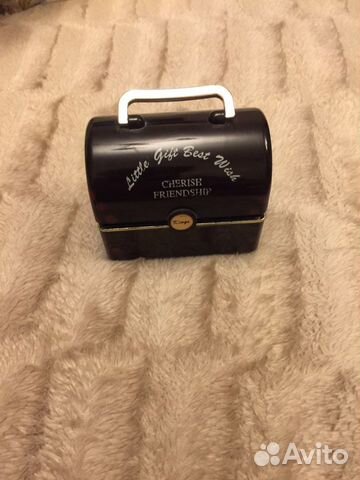 Little Gift Best Wish
CHERISH
FRIENDSHIP
Avito